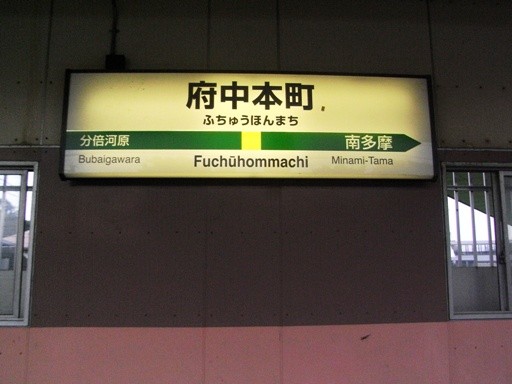 府中本町
ふちゅうほんまち
分倍河原 南多摩
Bubaigawara Fuchūhommachi Minami-Tama